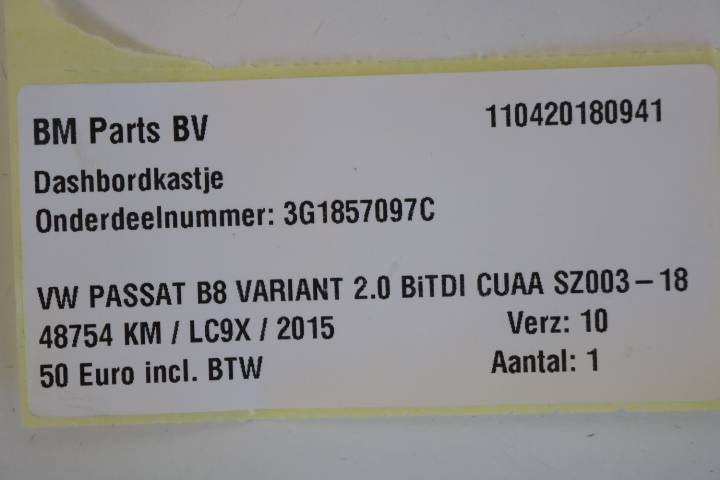 BM Parts BV 110420180941
Dashbordkastje
Onderdeelnummer: 3G1857097C
VW PASSAT B8 VARIANT 2.0 BiTDI CUAA SZ003-18
48754 KM / LC9X / 2015 Verz: 10
50 Euro incl. BTW Aantal: 1